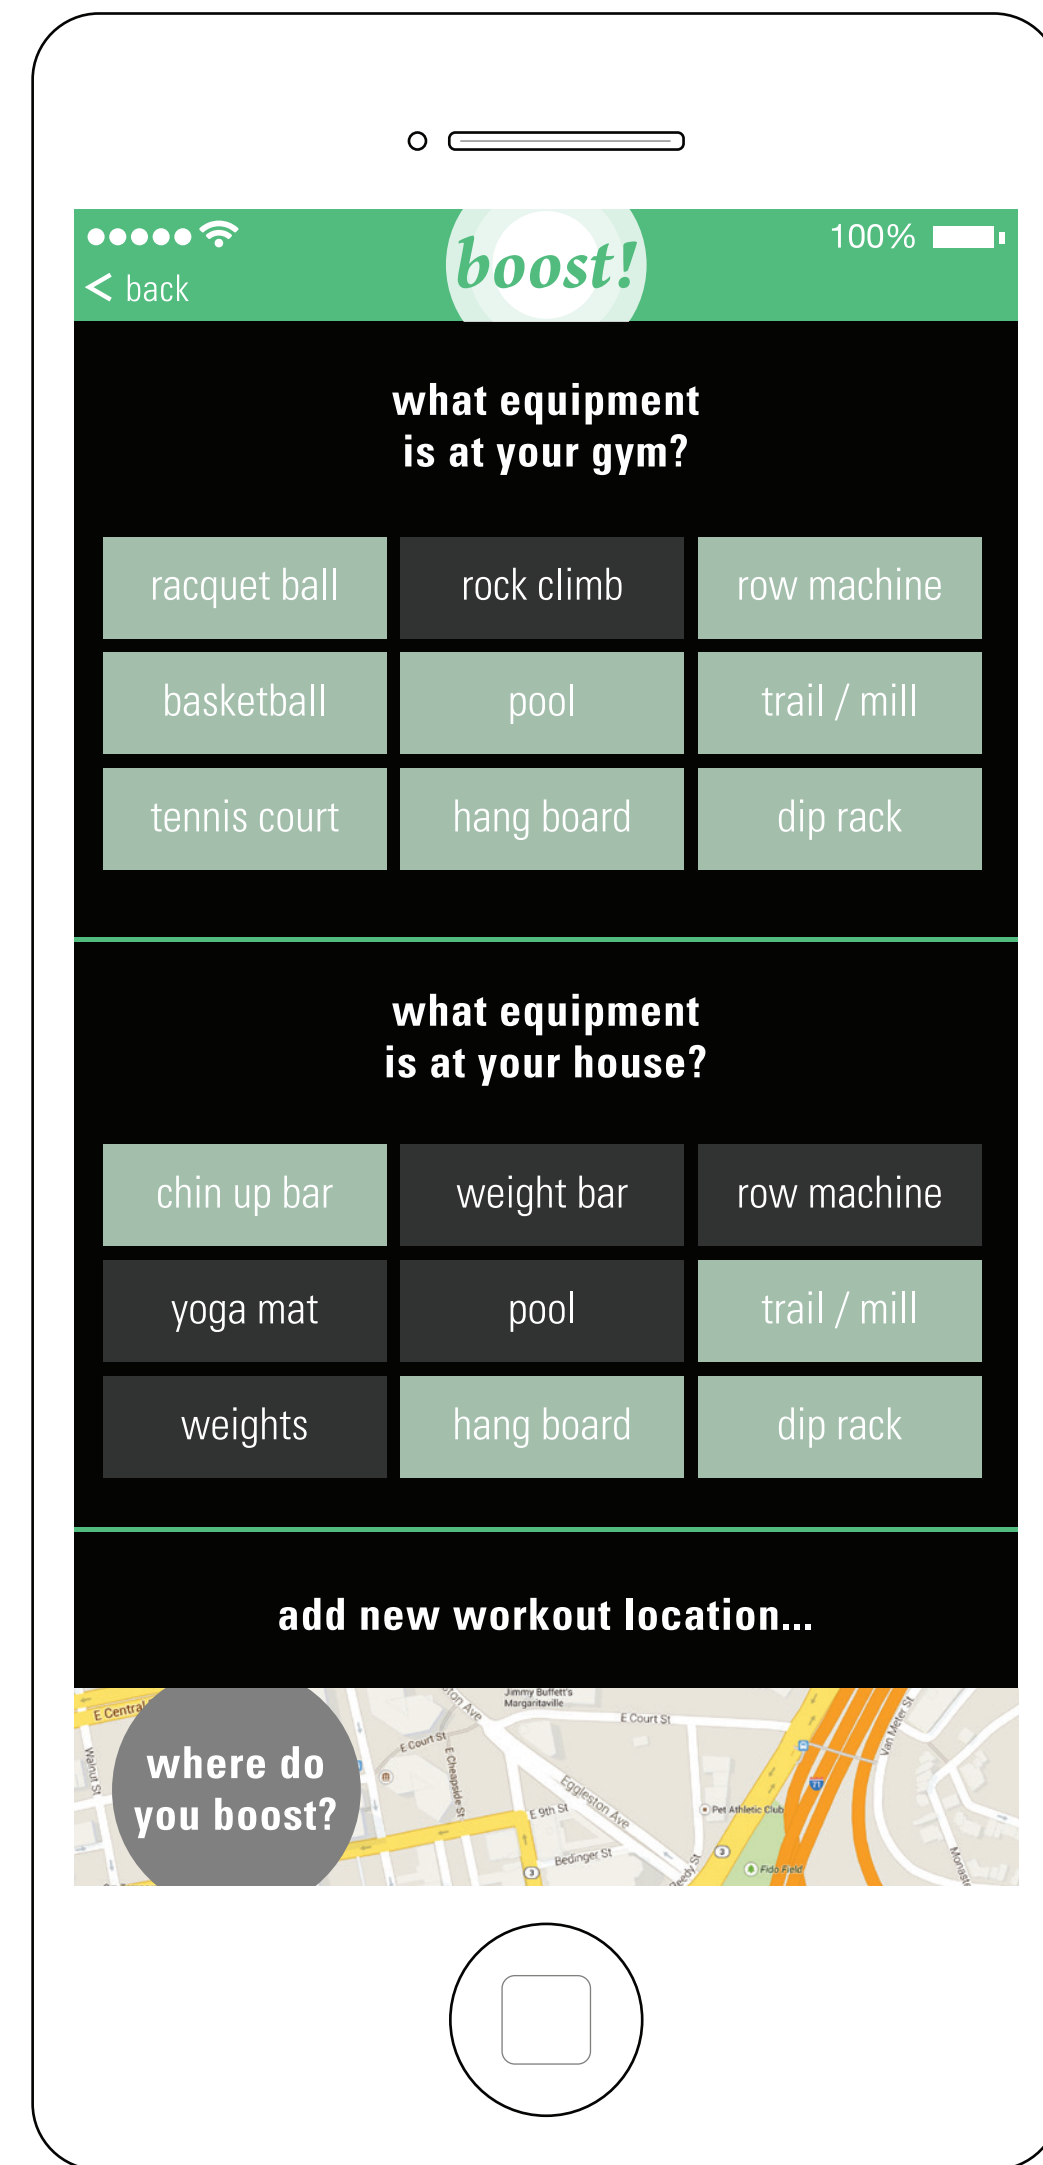 100%
boost!
< back
what equipment
is at your gym?
racquet ball
rock climb
row machine
basketball
pool
trail / mill
tennis court
hang board
dip rack
what equipment
is at your house?
chin up bar
weight bar
row machine
yoga mat
pool
trail / mill
weights
hang board
dip rack
add new workout location...
where do
you boost?
E Central
Walnut St
E Court St
E Cheapside St
Jimmy Buffett's
Margaritaville
E Court St
Eggleston Ave
E 9th St
Bedinger St
3
3
Pet Athletic Club
Fido Field
71
Van Meter St